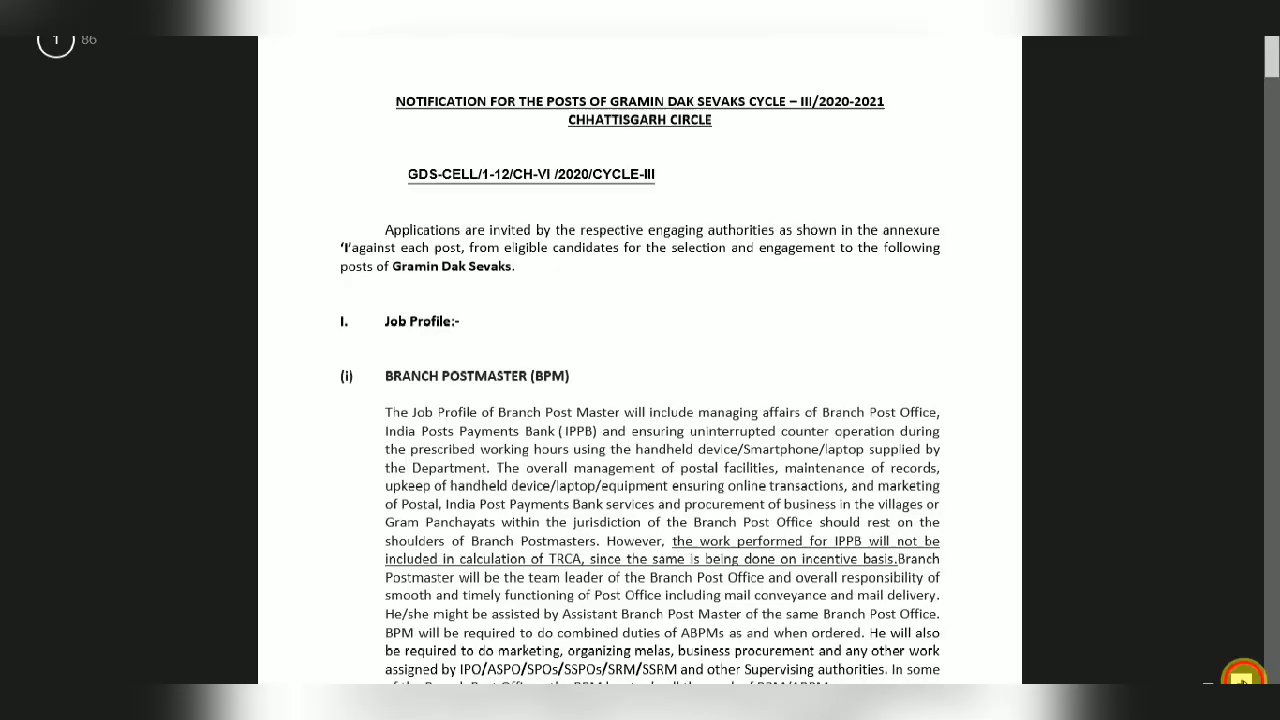 1 86
NOTIFICATION FOR THE POSTS OF GRAMIN DAK SEVAKS CYCLE – III/2020-2021
CHHATTISGARH CIRCLE
GDS-CELL/1-12/CH-VI /2020/CYCLE-III
Applications are invited by the respective engaging authorities as shown in the annexure
‘I’against each post, from eligible candidates for the selection and engagement to the following
posts of Gramin Dak Sevaks.
I. Job Profile:-
(i) BRANCH POSTMASTER (BPM)
The Job Profile of Branch Post Master will include managing affairs of Branch Post Office,
India Posts Payments Bank ( IPPB) and ensuring uninterrupted counter operation during
the prescribed working hours using the handheld device/Smartphone/laptop supplied by
the Department. The overall management of postal facilities, maintenance of records,
upkeep of handheld device/laptop/equipment ensuring online transactions, and marketing
of Postal, India Post Payments Bank services and procurement of business in the villages or
Gram Panchayats within the jurisdiction of the Branch Post Office should rest on the
shoulders of Branch Postmasters. However, the work performed for IPPB will not be
included in calculation of TRCA, since the same is being done on incentive basis.Branch
Postmaster will be the team leader of the Branch Post Office and overall responsibility of
smooth and timely functioning of Post Office including mail conveyance and mail delivery.
He/she might be assisted by Assistant Branch Post Master of the same Branch Post Office.
BPM will be required to do combined duties of ABPMs as and when ordered. He will also
be required to do marketing, organizing melas, business procurement and any other work
assigned by IPO/ASPO/SPOs/SSPOs/SRM/SSRM and other Supervising authorities. In some